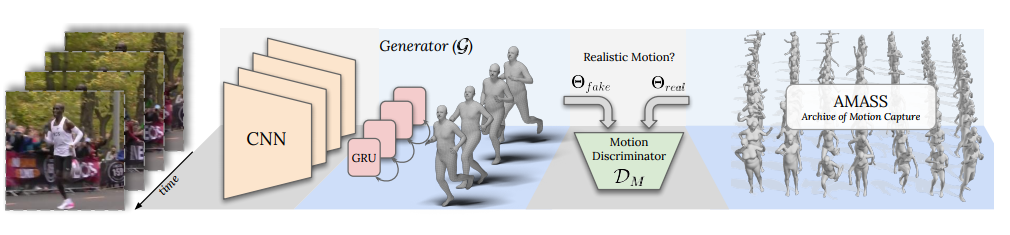 time
CNN
GRU
Generator (𝒢)
Realistic Motion?
Θ_fake
Θ_real
Motion
Discriminator
𝒟_M
AMASS
Archive of Motion Capture